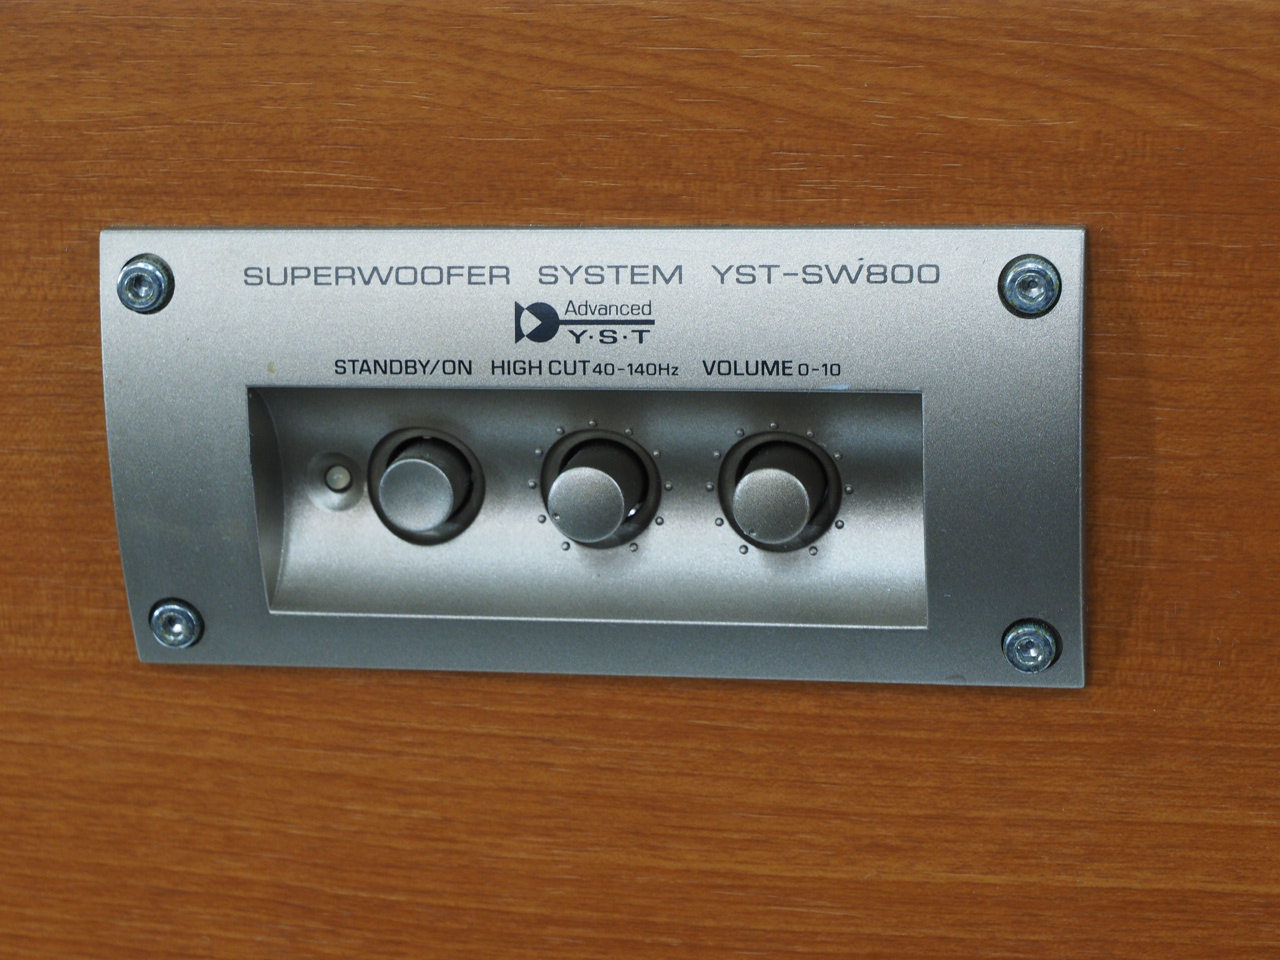 SUPERWOOFER SYSTEM YST-SW800
Advanced
Y·S·T
STANDBY/ON HIGH CUT 40-140Hz VOLUME 0-10